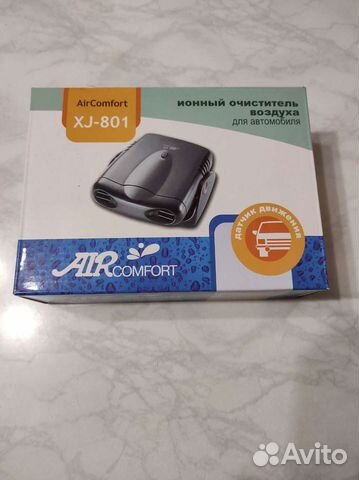 AirComfort
XJ-801
ионный очиститель
воздуха
для автомобиля
датчик движения
AIR COMFORT
Avito